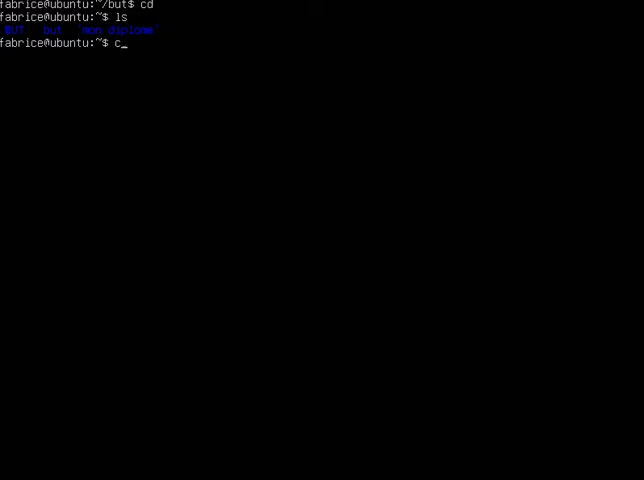 fabrice@ubuntu:~/but$ cd
fabrice@ubuntu:~$ ls
BUT but 'mon diplome'
fabrice@ubuntu:~$ c_